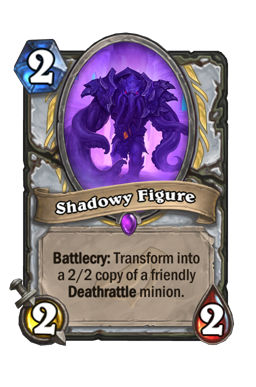 2
Shadowy Figure
Battlecry: Transform into
a 2/2 copy of a friendly
Deathrattle minion.
2
2